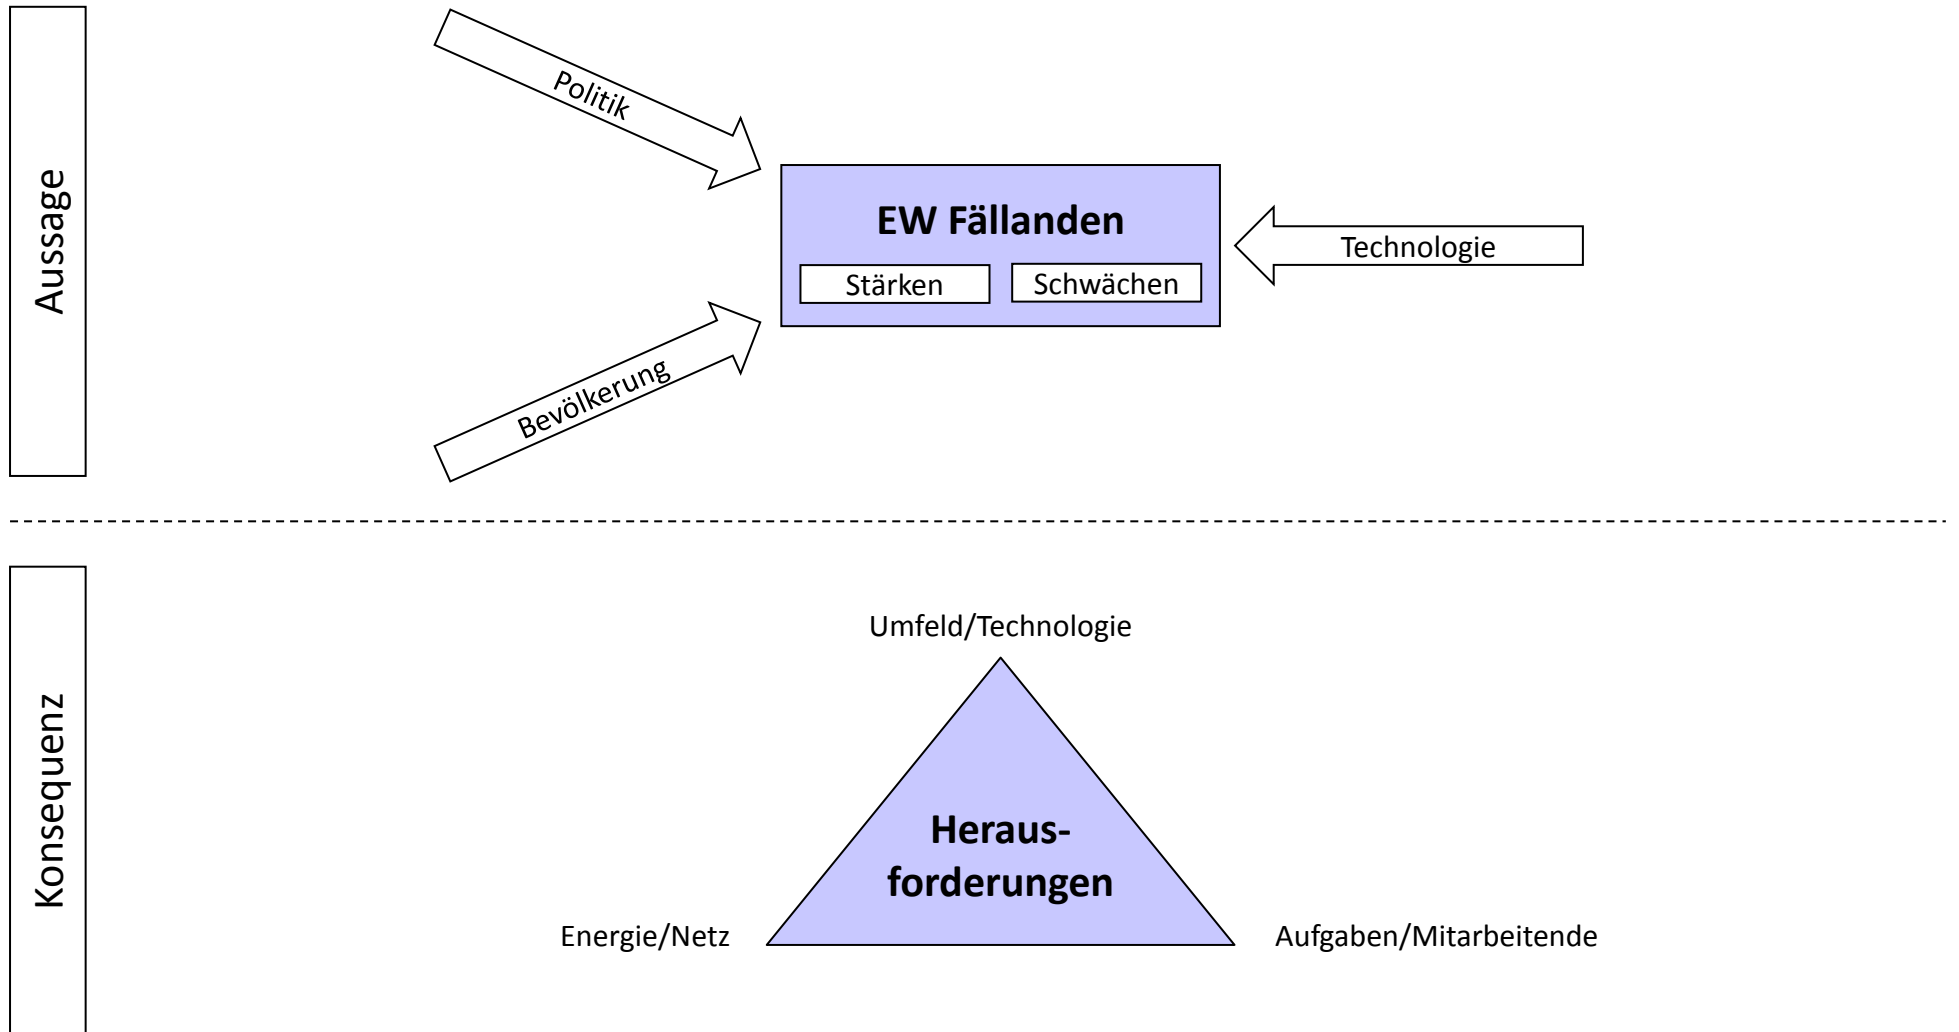 Aussage
Politik
EW Fällanden
Stärken
Schwächen
Technologie
Bevölkerung
Konsequenz
Umfeld/Technologie
Heraus-
forderungen
Energie/Netz
Aufgaben/Mitarbeitende